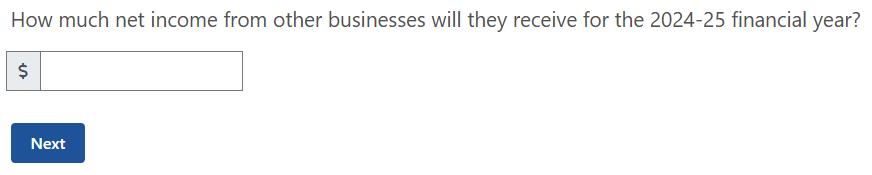 How much net income from other businesses will they receive for the 2024-25 financial year?
$
Next